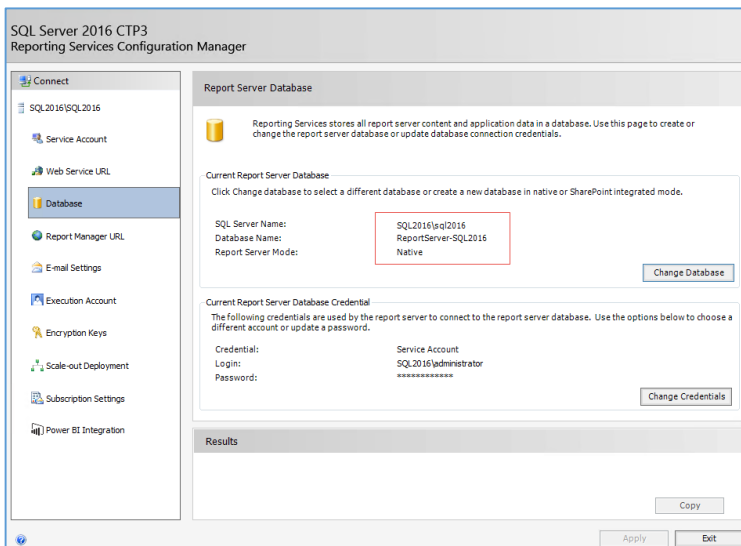 SQL Server 2016 CTP3
Reporting Services Configuration Manager
Connect
SQL2016\SQL2016
Service Account
Web Service URL
Database
Report Manager URL
E-mail Settings
Execution Account
Encryption Keys
Scale-out Deployment
Subscription Settings
Power BI Integration
Report Server Database
Reporting Services stores all report server content and application data in a database. Use this page to create or
change the report server database or update database connection credentials.
Current Report Server Database
Click Change database to select a different database or create a new database in native or SharePoint integrated mode.
SQL Server Name: SQL2016\sql2016
Database Name: ReportServer-SQL2016
Report Server Mode: Native
Change Database
Current Report Server Database Credential
The following credentials are used by the report server to connect to the report server database. Use the options below to choose a
different account or update a password.
Credential: Service Account
Login: SQL2016\administrator
Password: ************
Change Credentials
Results
Copy
Apply
Exit